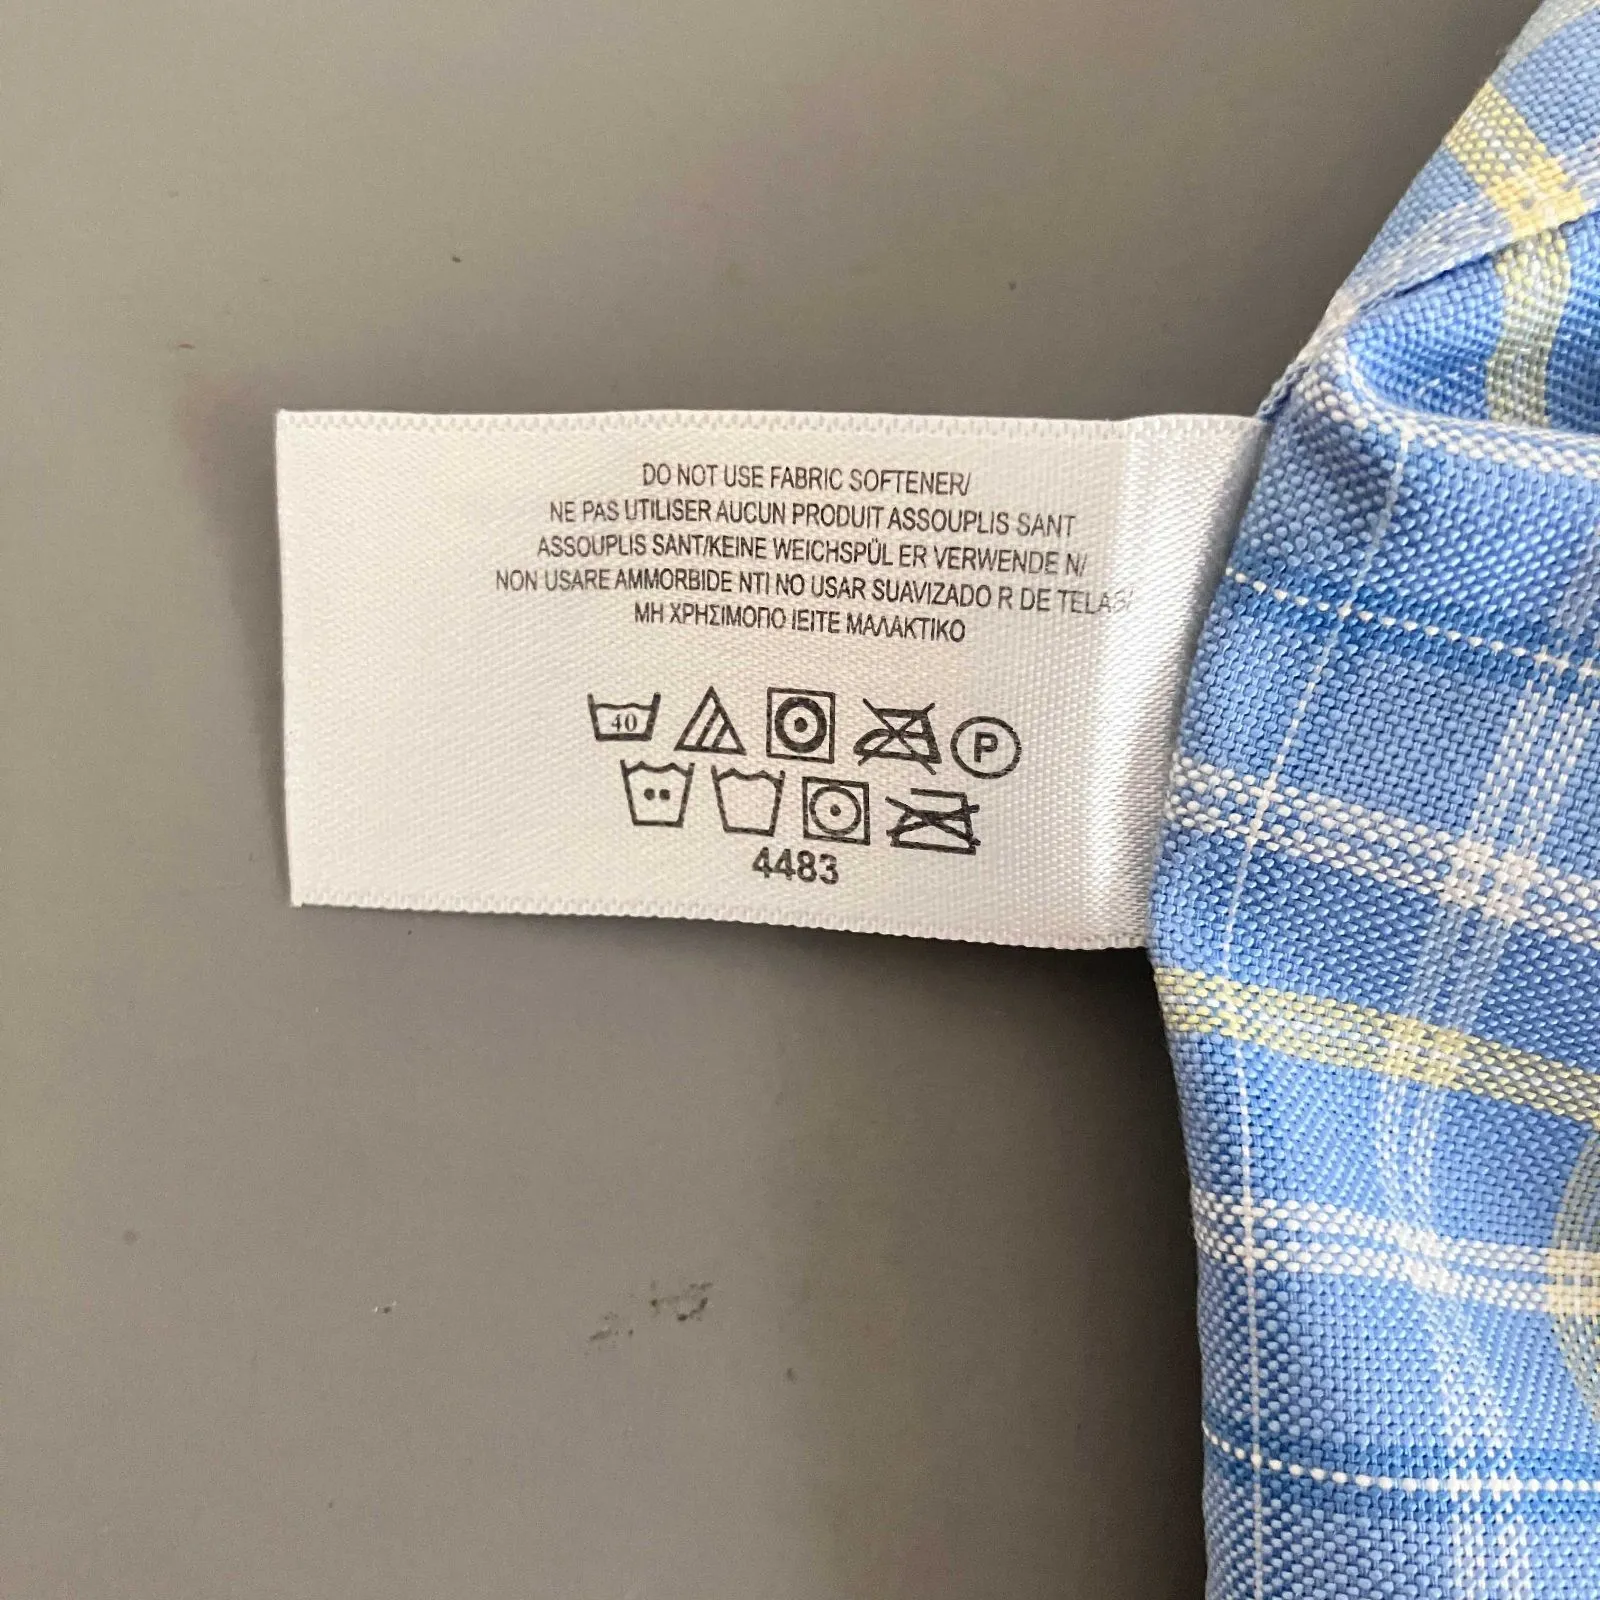 DO NOT USE FABRIC SOFTENER/
NE PAS UTILISER AUCUN PRODUIT ASSOUPLIS SANT
ASSOUPLIS SANT/KEINE WEICHSPÜL ER VERWENDE N/
NON USARE AMMORBIDE NTI NO USAR SUAVIZADO R DE TELAS/
ΜΗ ΧΡΗΣΙΜΟΠΟ ΙΕΙΤΕ ΜΑΛΑΚΤΙΚΟ
40 P
4483